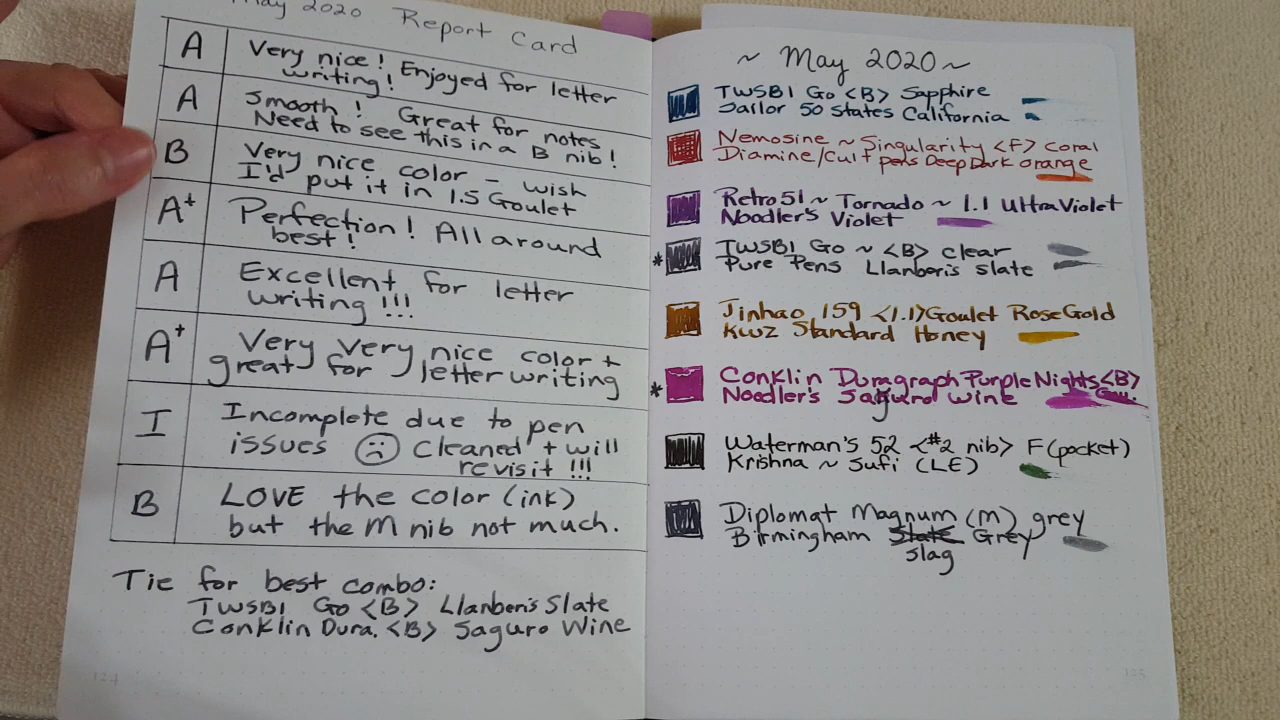 May 2020 Report Card
A
Very nice! Enjoyed for letter
writing!
A
Smooth! Great for notes
Need to see this in a B nib!
B
Very nice color - wish
I'd put it in 1.5 Goulet
A+
Perfection! All around
best!
A
Excellent for letter
writing!!!
A+
Very very nice color +
great for letter writing
I
Incomplete due to pen
issues ☹ Cleaned + will
revisit!!!
B
LOVE the color (ink)
but the M nib not much.
Tie for best combo:
TWSBI Go <B> Llanberis Slate
Conklin Dura. <B> Saguro Wine
124
~ May 2020 ~
TWSBI Go <B> Sapphire
Sailor 50 States California
Nemosine ~ Singularity <F> Coral
Diamine/Cult pens Deep Dark Orange
Retro 51 ~ Tornado ~ 1.1 UltraViolet
Noodler's Violet
* TWSBI Go ~ <B> clear
Pure Pens Llanberis Slate
Jinhao 159 <1.1> Goulet Rose Gold
KWZ Standard Honey
* Conklin Duragraph Purple Nights <B>
Noodler's Saguro Wine Gou.
Waterman's 52 <#2 nib> F (pocket)
Krishna ~ Sufi (LE)
Diplomat Magnum (M) grey
Birmingham Slate Grey
slag
125